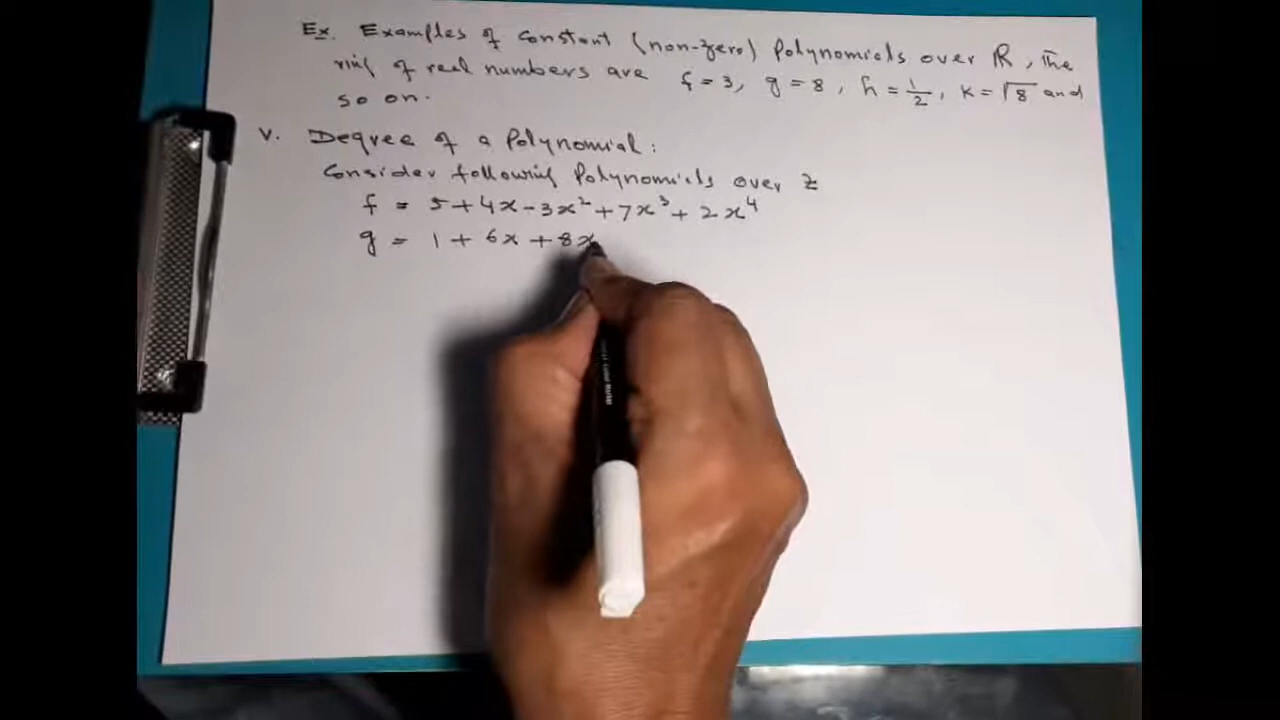 Ex. Examples of Constant (non-zero) Polynomials over R, The
ring of real numbers are f = 3, g = 8, h = 1/2, k = √8 and
so on.
V. Degree of a Polynomial:
Consider following Polynomials over Z
f = 5 + 4x - 3x² + 7x³ + 2x⁴
g = 1 + 6x + 8x